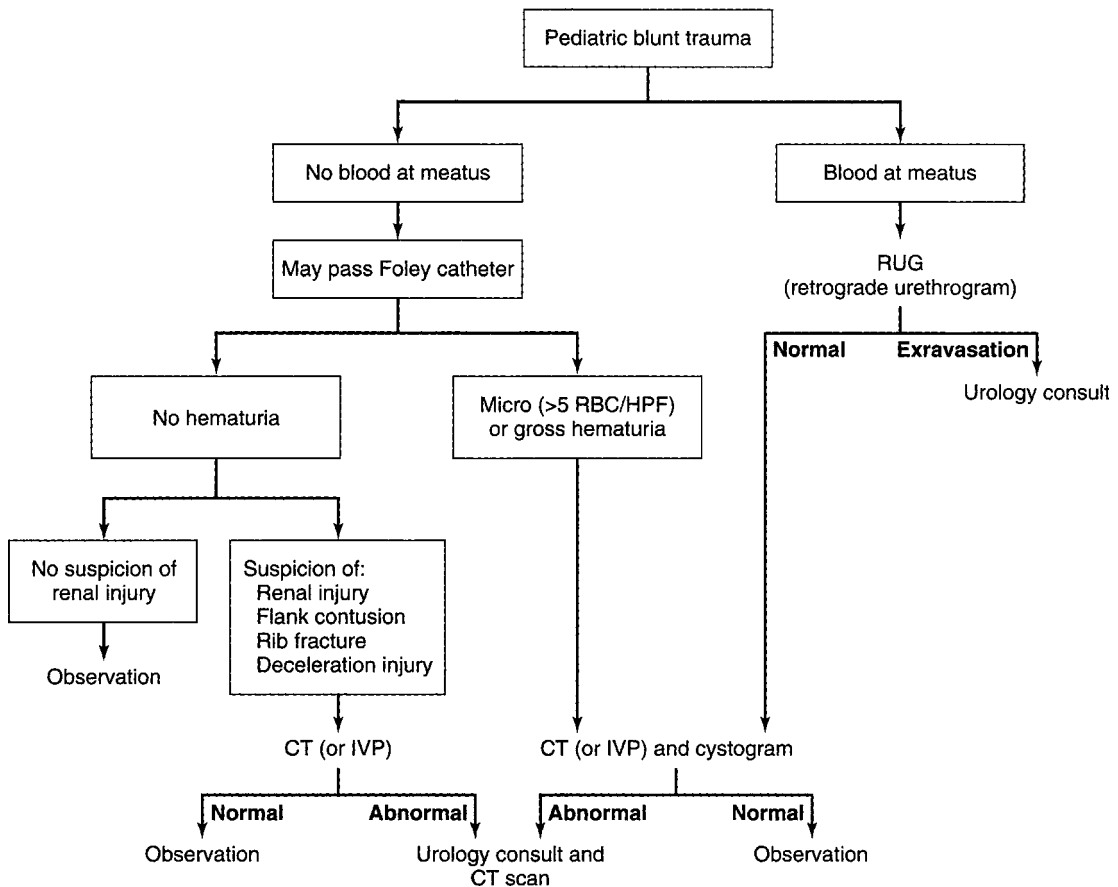 Pediatric blunt trauma
No blood at meatus
Blood at meatus
May pass Foley catheter
RUG
(retrograde urethrogram)
Normal
Exravasation
Urology consult
No hematuria
Micro (>5 RBC/HPF)
or gross hematuria
No suspicion of
renal injury
Suspicion of:
Renal injury
Flank contusion
Rib fracture
Deceleration injury
Observation
CT (or IVP)
CT (or IVP) and cystogram
Normal
Abnormal
Abnormal
Normal
Observation
Urology consult and
CT scan
Observation